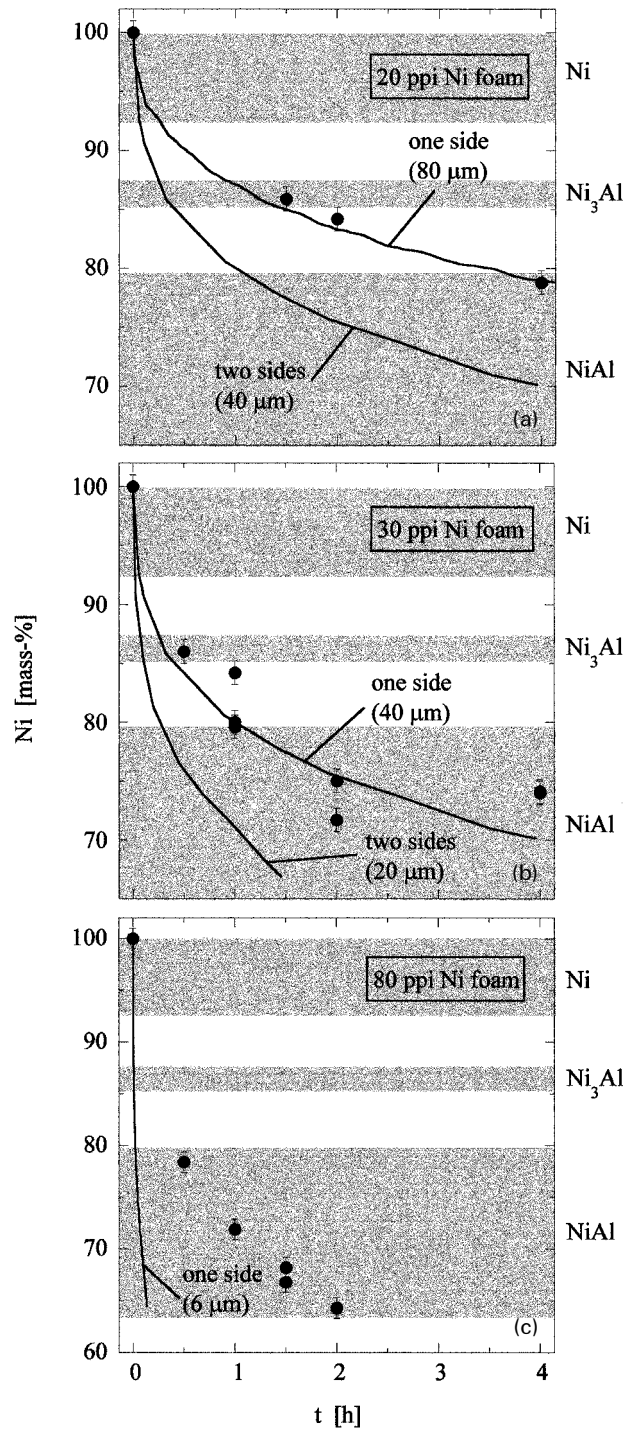 100
90
80
70
20 ppi Ni foam
one side
(80 μm)
two sides
(40 μm)
(a)
Ni
Ni3Al
NiAl
100
90
80
70
30 ppi Ni foam
one side
(40 μm)
two sides
(20 μm)
(b)
Ni
Ni3Al
NiAl
Ni [mass-%]
100
90
80
70
60
80 ppi Ni foam
one side
(6 μm)
(c)
Ni
Ni3Al
NiAl
0 1 2 3 4
t [h]